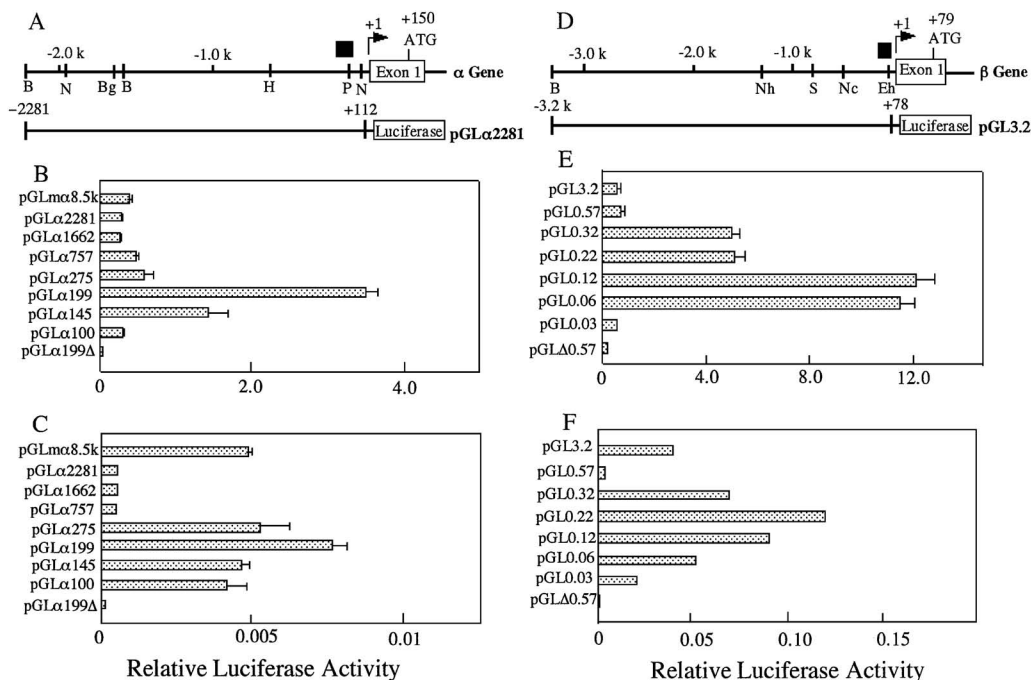 A
+1
+150
ATG
-2.0 k
-1.0 k
Exon 1
α Gene
B N Bg B H P N
−2281
+112
Luciferase
pGLα2281
D
+1
+79
ATG
-3.0 k
-2.0 k
-1.0 k
Exon 1
β Gene
B Nh S Nc Eh
-3.2 k
+78
Luciferase
pGL3.2
B
pGLmα8.5k
pGLα2281
pGLα1662
pGLα757
pGLα275
pGLα199
pGLα145
pGLα100
pGLα199Δ
0 2.0 4.0
E
pGL3.2
pGL0.57
pGL0.32
pGL0.22
pGL0.12
pGL0.06
pGL0.03
pGLΔ0.57
0 4.0 8.0 12.0
C
pGLmα8.5k
pGLα2281
pGLα1662
pGLα757
pGLα275
pGLα199
pGLα145
pGLα100
pGLα199Δ
0 0.005 0.01
Relative Luciferase Activity
F
pGL3.2
pGL0.57
pGL0.32
pGL0.22
pGL0.12
pGL0.06
pGL0.03
pGLΔ0.57
0 0.05 0.10 0.15
Relative Luciferase Activity